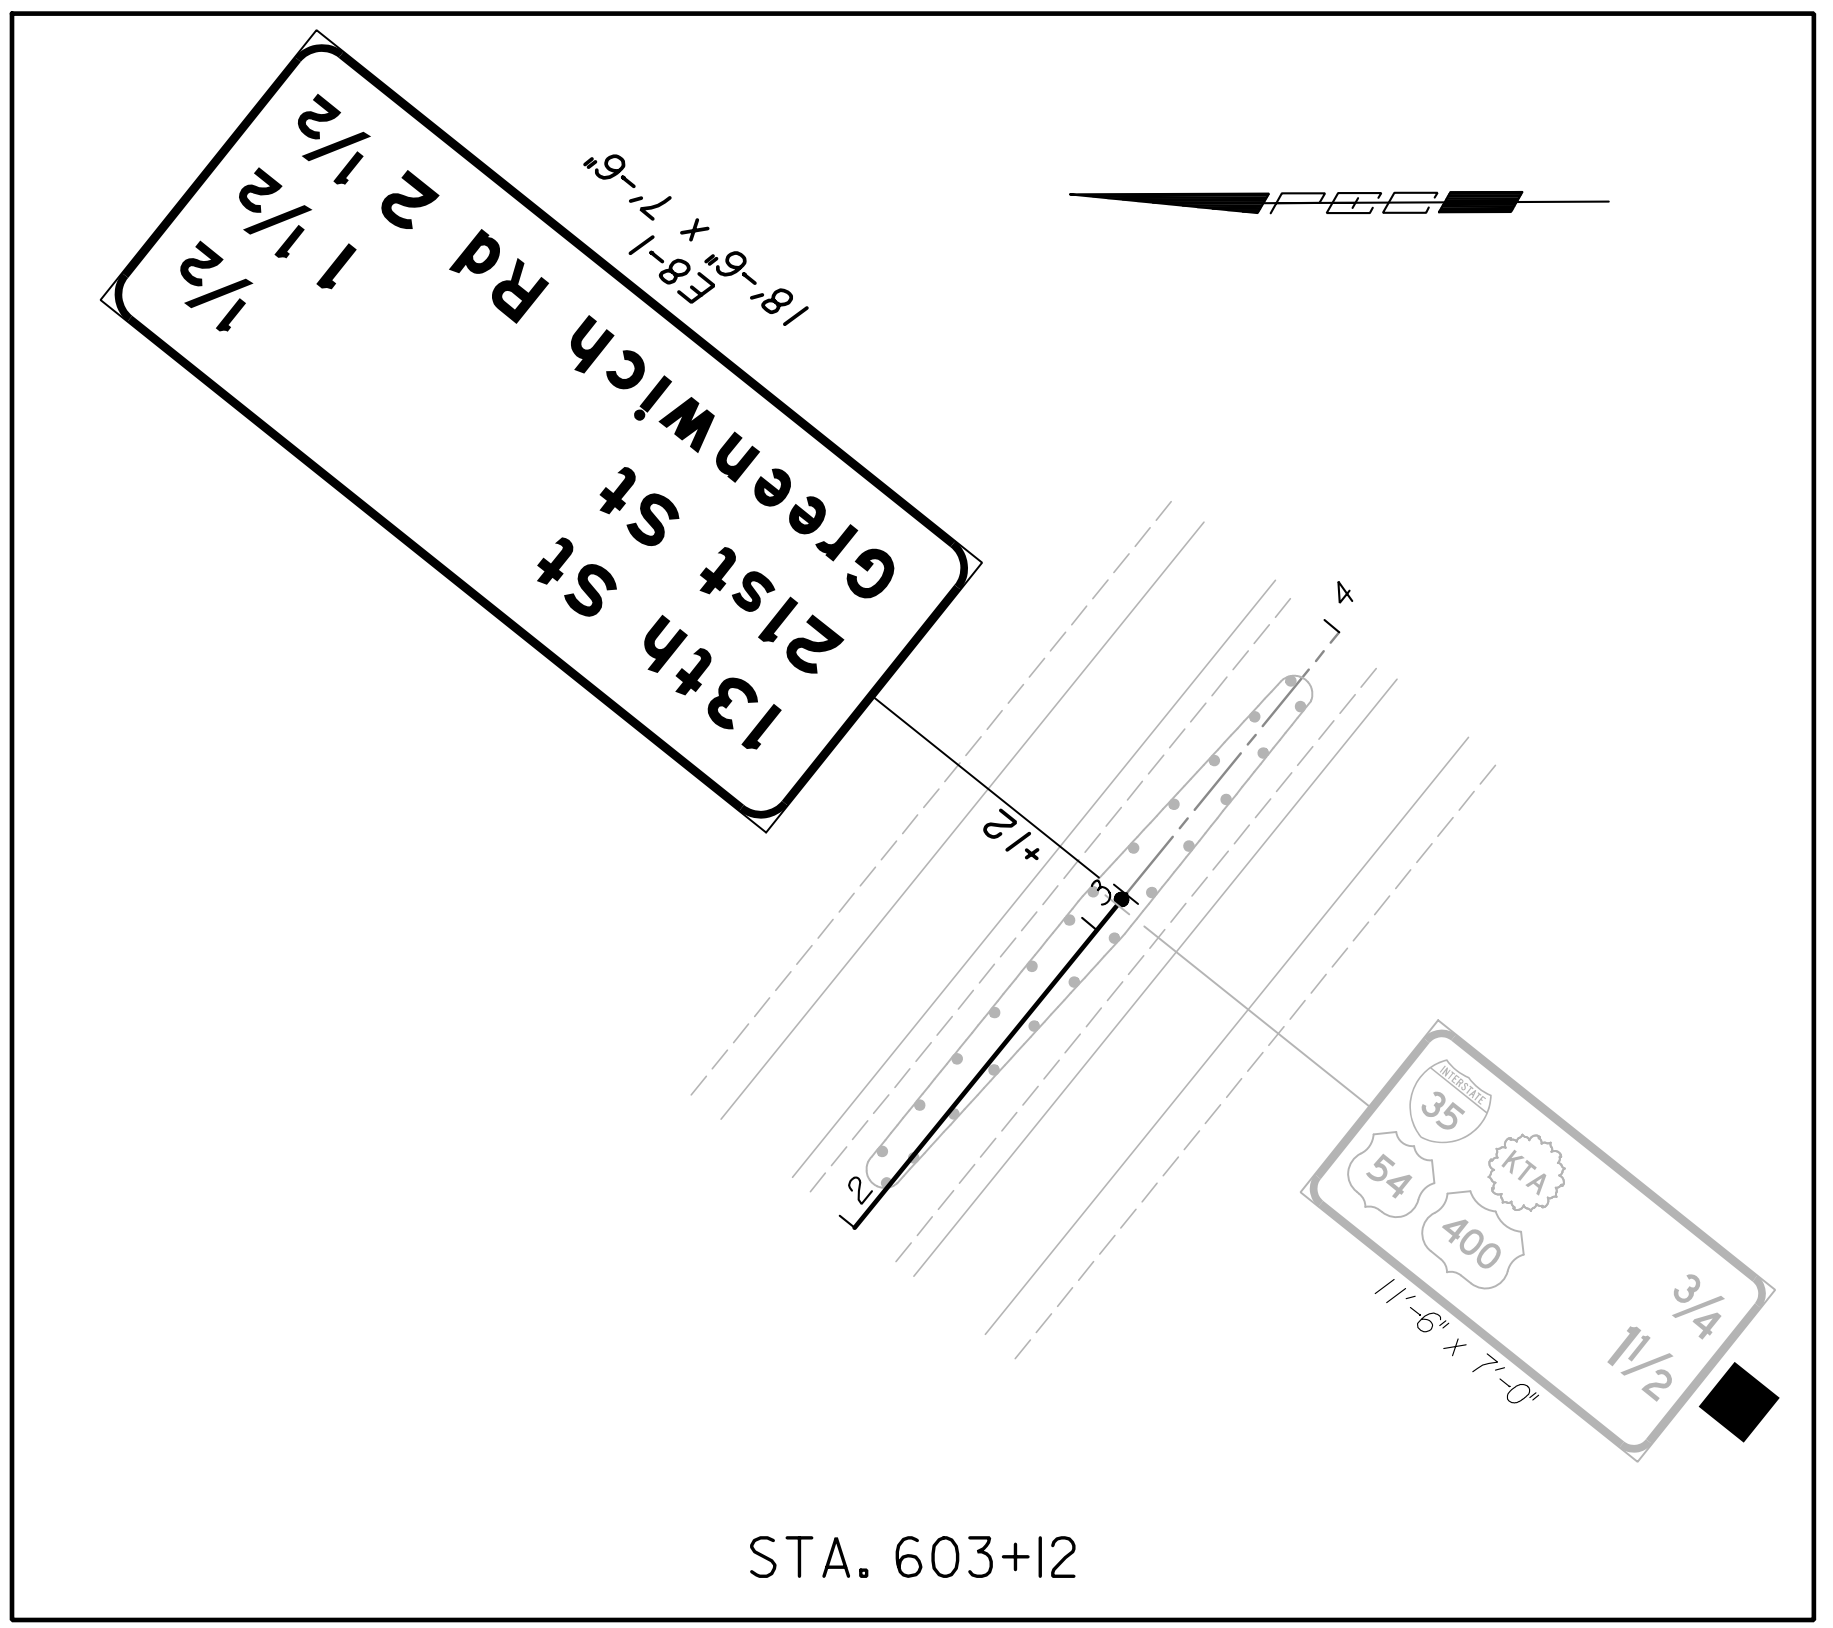 13th St 1/2
21st St 1 1/2
Greenwich Rd 2 1/2
E8-1
18'-6" x 7'-6"
+12
4
3
2
INTERSTATE
35 KTA 3/4
54 400 1 1/2
11'-6" x 7'-0"
STA. 603+12